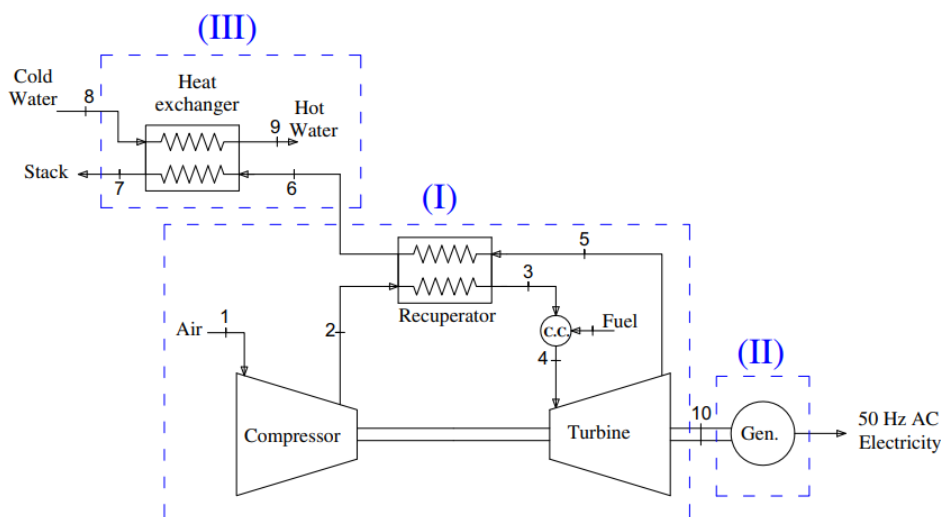 (III)
Cold
Water
8
Heat
exchanger
9
Hot
Water
Stack
7
6
(I)
5
3
Recuperator
2
Air
1
C.C.
Fuel
4
(II)
Compressor
Turbine
10
Gen.
50 Hz AC
Electricity